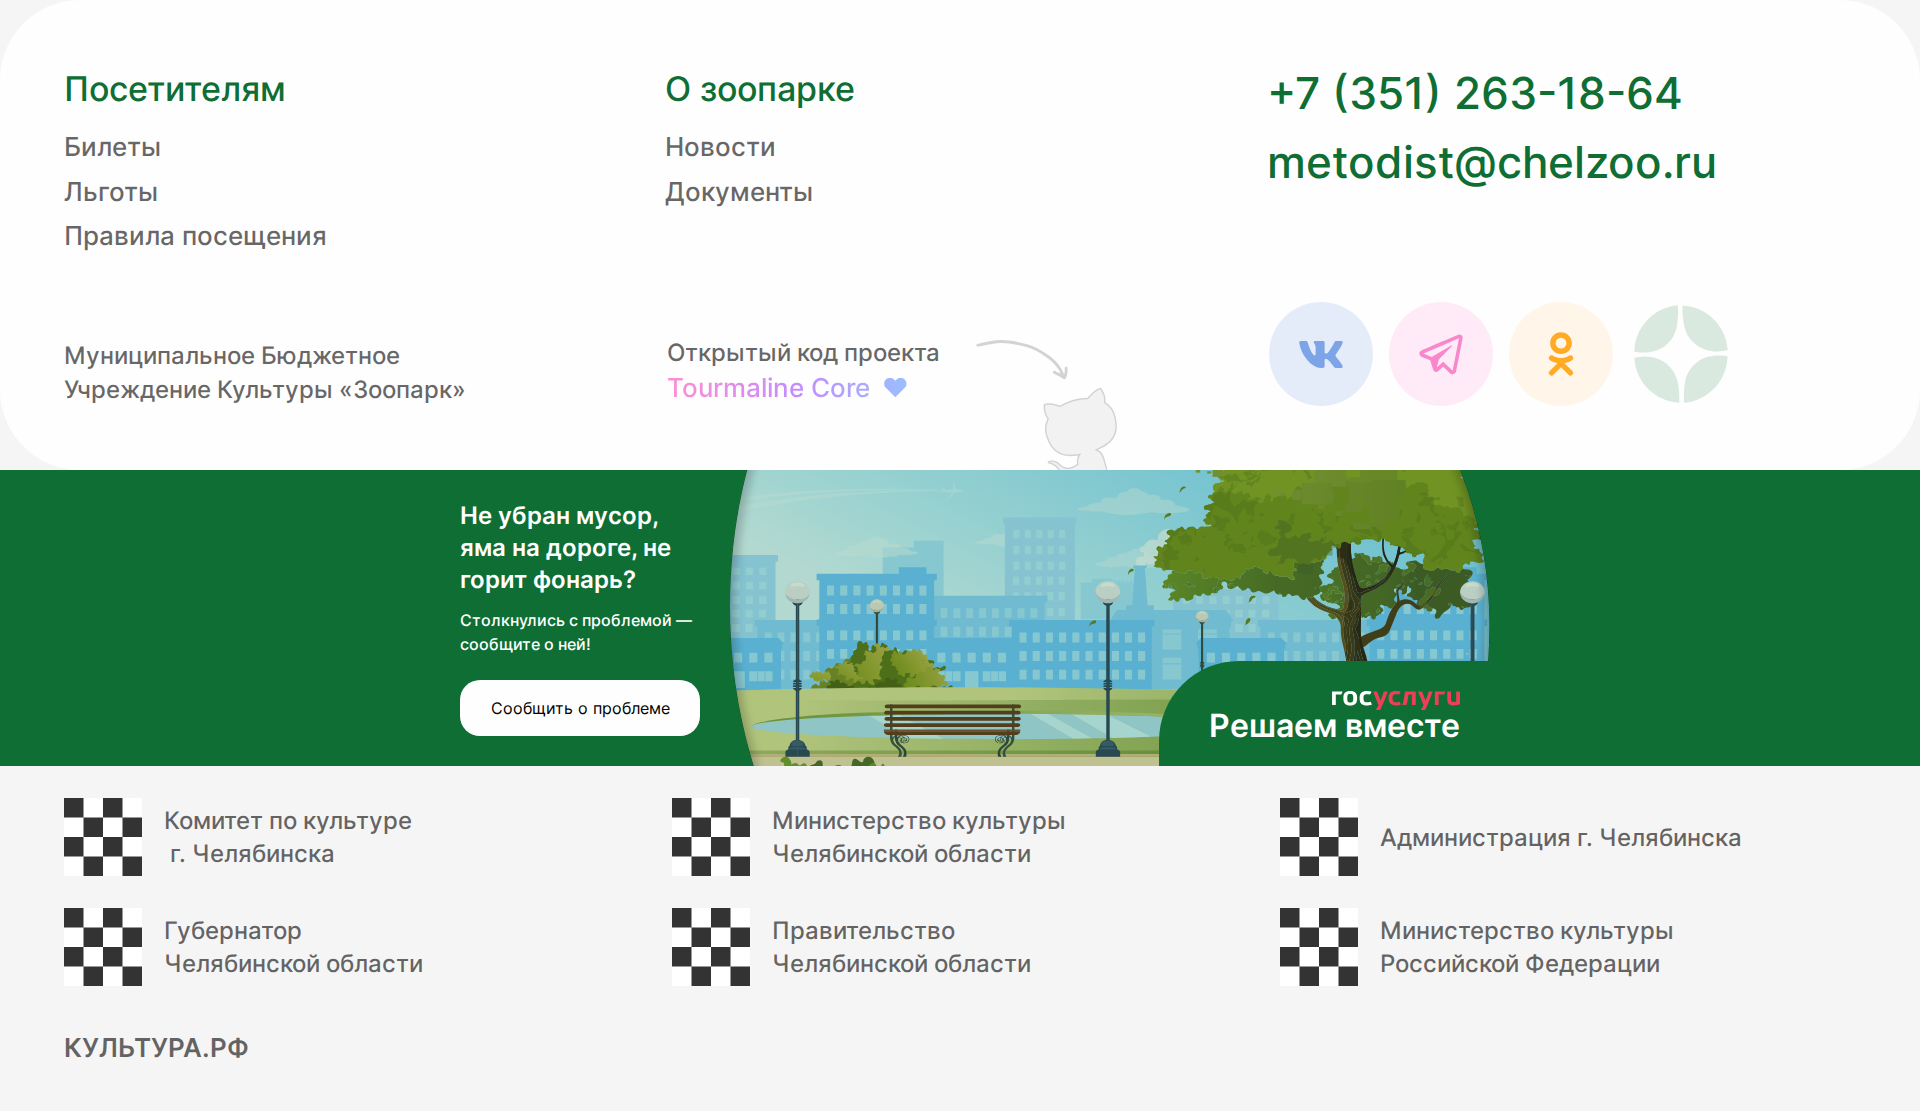 Посетителям
Билеты
Льготы
Правила посещения
О зоопарке
Новости
Документы
+7 (351) 263-18-64
metodist@chelzoo.ru
Муниципальное Бюджетное
Учреждение Культуры «Зоопарк»
Открытый код проекта
Tourmaline Core
Не убран мусор,
яма на дороге, не
горит фонарь?
Столкнулись с проблемой —
сообщите о ней!
Сообщить о проблеме
госуслуги
Решаем вместе
Комитет по культуре
г. Челябинска
Министерство культуры
Челябинской области
Администрация г. Челябинска
Губернатор
Челябинской области
Правительство
Челябинской области
Министерство культуры
Российской Федерации
КУЛЬТУРА.РФ